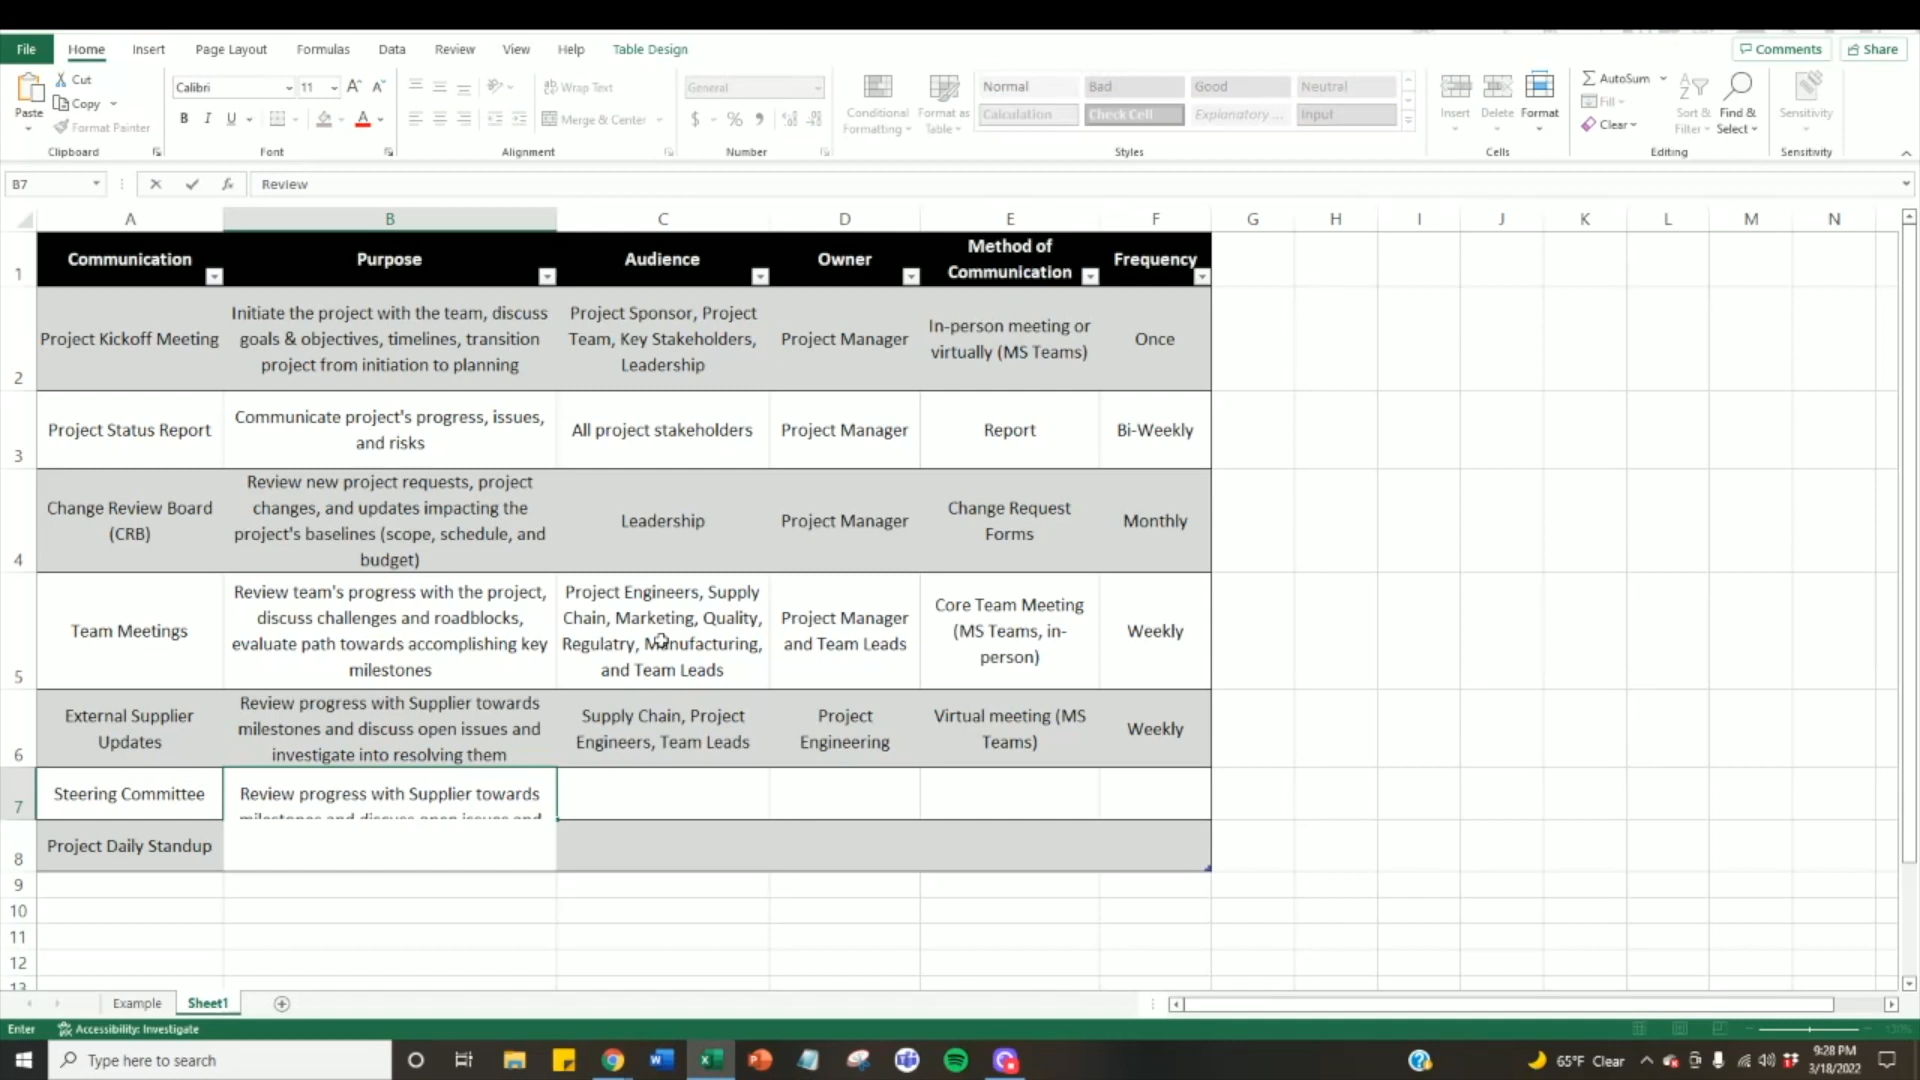 File Home Insert Page Layout Formulas Data Review View Help Table Design Comments Share
Cut
Copy
Format Painter
Paste
Clipboard
Calibri 11
B I U
Font
Wrap Text
Merge & Center
Alignment
General
$ %
Number
Conditional Formatting
Format as Table
Normal Bad Good Neutral
Calculation Check Cell Explanatory ... Input
Styles
Insert Delete Format
Cells
AutoSum
Fill
Clear
Sort & Filter
Find & Select
Editing
Sensitivity
Sensitivity
B7 fx Review
A B C D E F G H I J K L M N
1
Communication
Purpose
Audience
Owner
Method of
Communication
Frequency
2
Project Kickoff Meeting
Initiate the project with the team, discuss
goals & objectives, timelines, transition
project from initiation to planning
Project Sponsor, Project
Team, Key Stakeholders,
Leadership
Project Manager
In-person meeting or
virtually (MS Teams)
Once
3
Project Status Report
Communicate project's progress, issues,
and risks
All project stakeholders
Project Manager
Report
Bi-Weekly
4
Change Review Board
(CRB)
Review new project requests, project
changes, and updates impacting the
project's baselines (scope, schedule, and
budget)
Leadership
Project Manager
Change Request
Forms
Monthly
5
Team Meetings
Review team's progress with the project,
discuss challenges and roadblocks,
evaluate path towards accomplishing key
milestones
Project Engineers, Supply
Chain, Marketing, Quality,
Regulatry, Manufacturing,
and Team Leads
Project Manager
and Team Leads
Core Team Meeting
(MS Teams, in-
person)
Weekly
6
External Supplier
Updates
Review progress with Supplier towards
milestones and discuss open issues and
investigate into resolving them
Supply Chain, Project
Engineers, Team Leads
Project
Engineering
Virtual meeting (MS
Teams)
Weekly
7
Steering Committee
Review progress with Supplier towards
milestones and discuss open issues and
8
Project Daily Standup
9
10
11
12
13
Example Sheet1
Enter Accessibility: Investigate 130%
Type here to search
65°F Clear
9:28 PM
3/18/2022